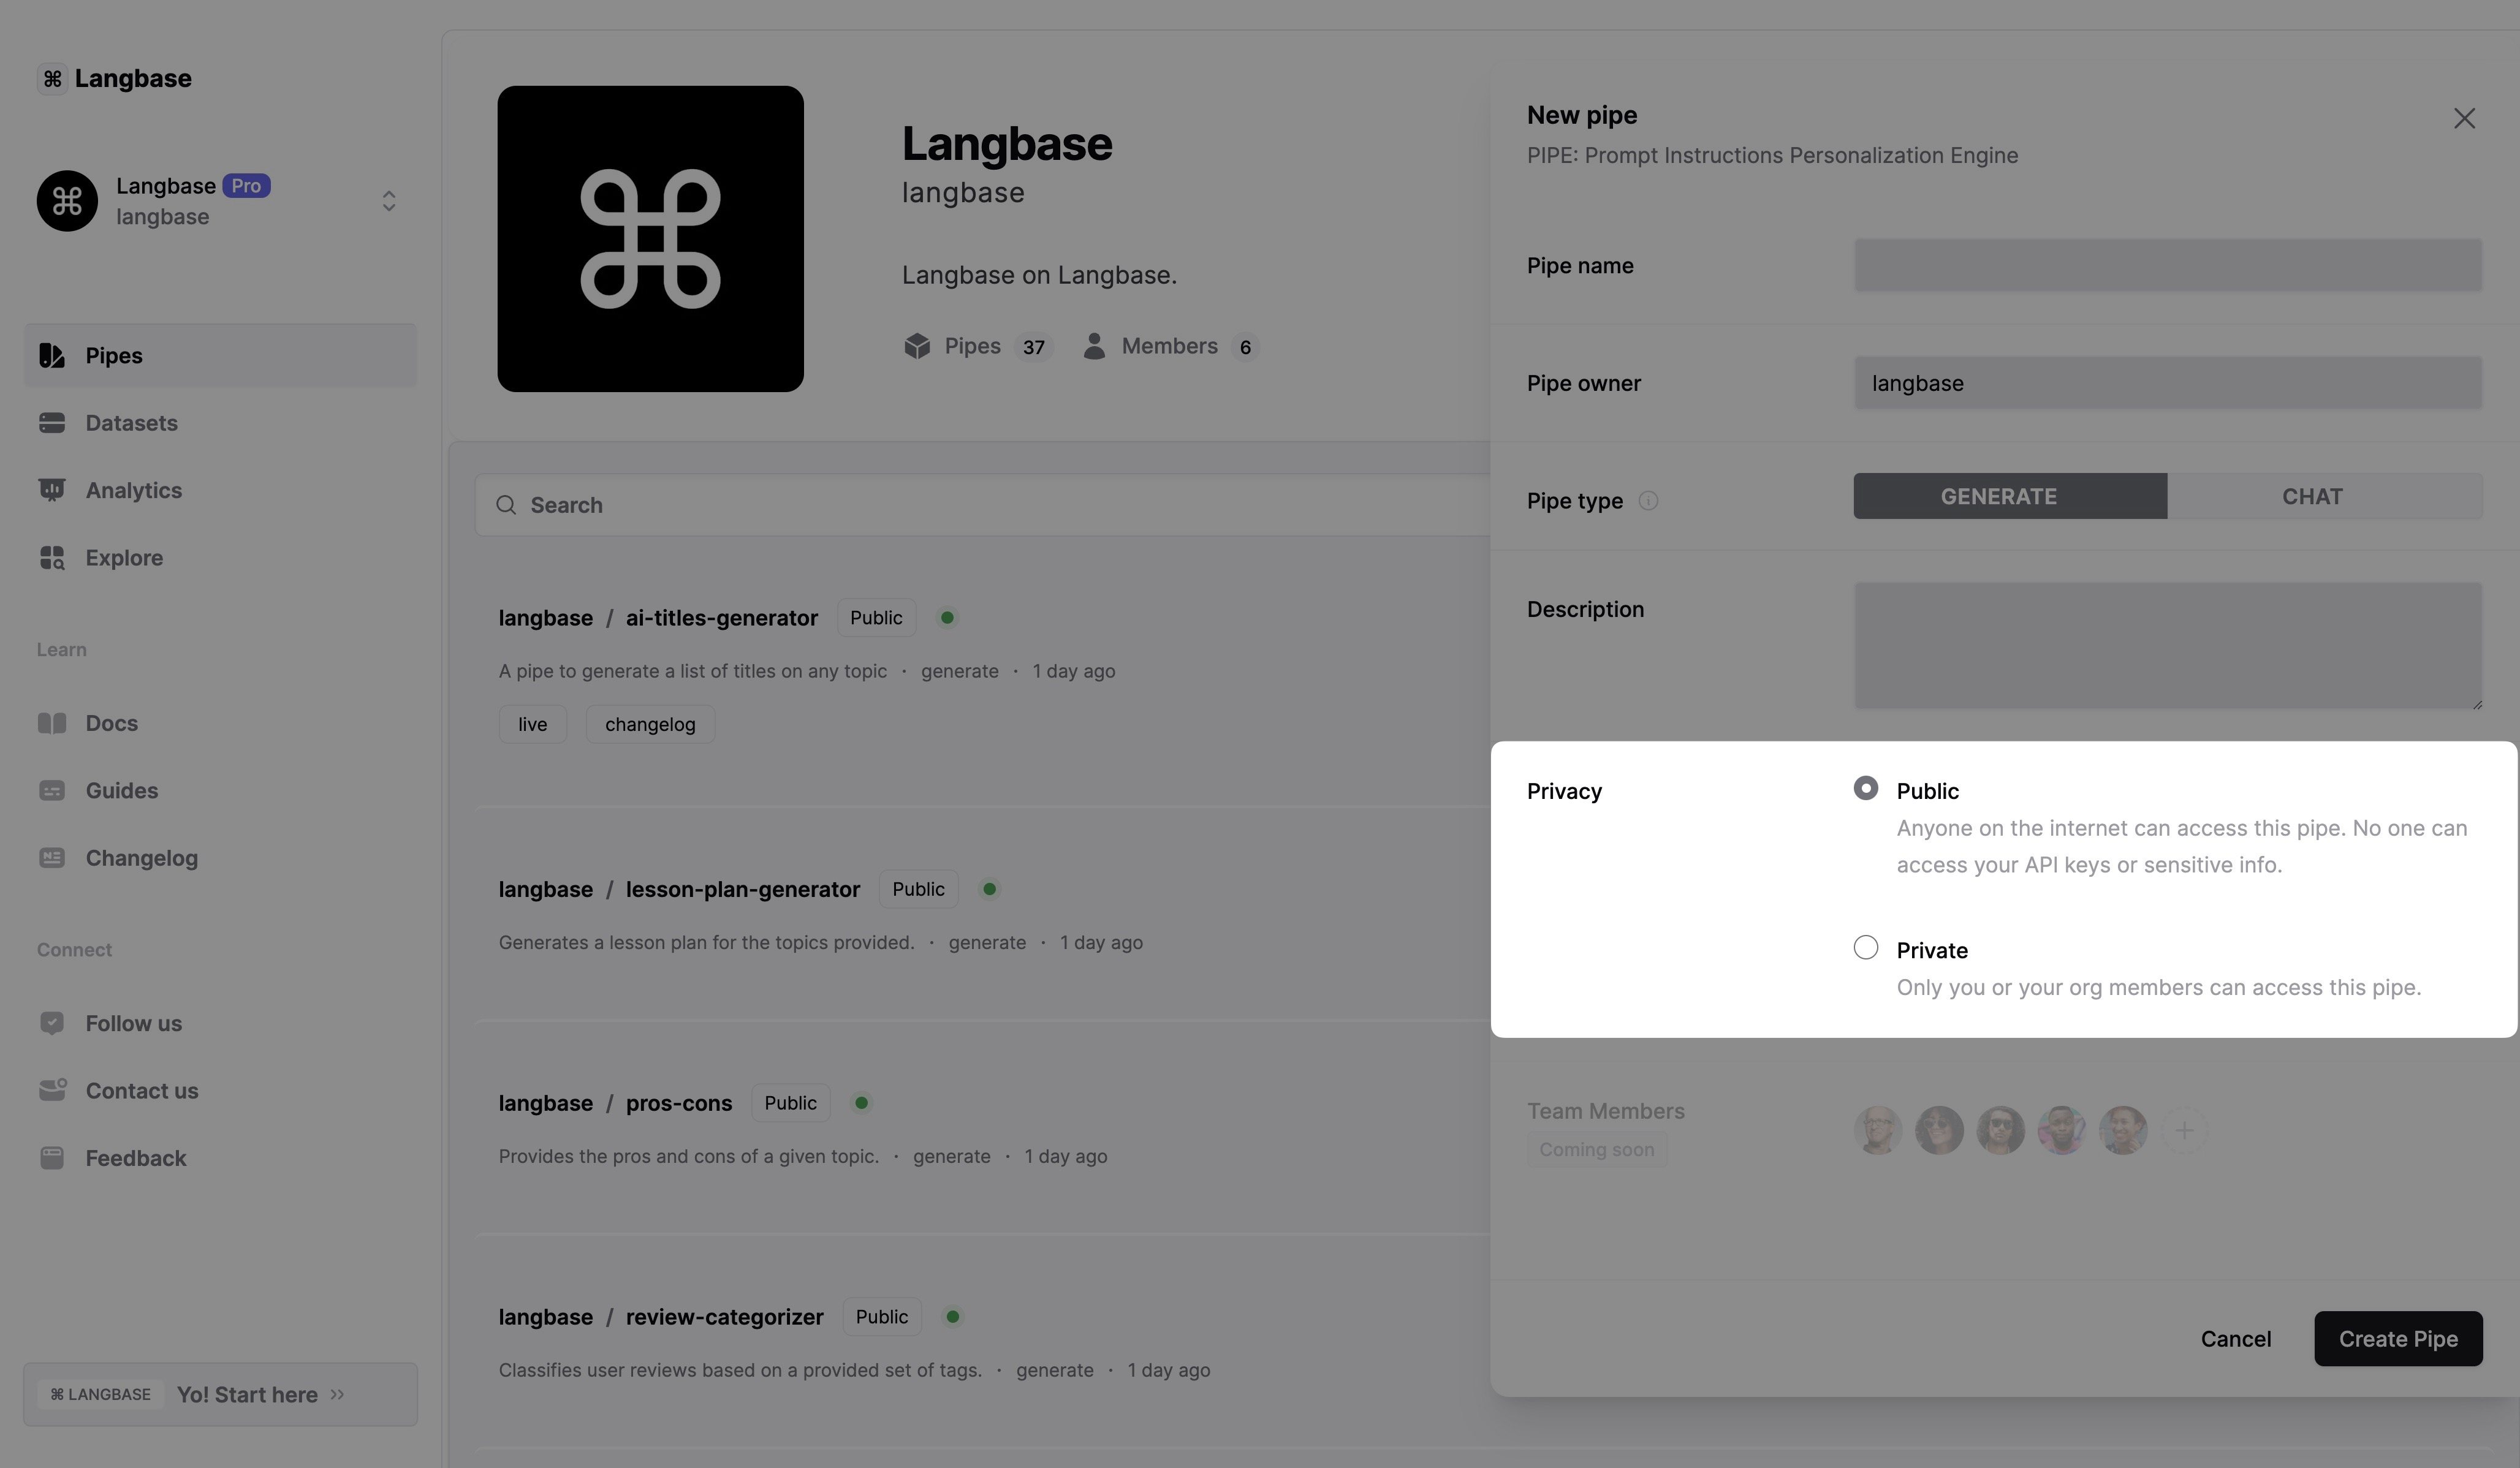 ⌘ Langbase
Langbase Pro
langbase
Pipes
Datasets
Analytics
Explore
Learn
Docs
Guides
Changelog
Connect
Follow us
Contact us
Feedback
⌘ LANGBASE Yo! Start here »
Langbase
langbase
Langbase on Langbase.
Pipes 37 Members 6
Search
langbase / ai-titles-generator Public
A pipe to generate a list of titles on any topic · generate · 1 day ago
live changelog
langbase / lesson-plan-generator Public
Generates a lesson plan for the topics provided. · generate · 1 day ago
langbase / pros-cons Public
Provides the pros and cons of a given topic. · generate · 1 day ago
langbase / review-categorizer Public
Classifies user reviews based on a provided set of tags. · generate · 1 day ago
New pipe
PIPE: Prompt Instructions Personalization Engine
Pipe name
Pipe owner langbase
Pipe type GENERATE CHAT
Description
Privacy Public
Anyone on the internet can access this pipe. No one can
access your API keys or sensitive info.
Private
Only you or your org members can access this pipe.
Team Members
Coming soon
Cancel Create Pipe